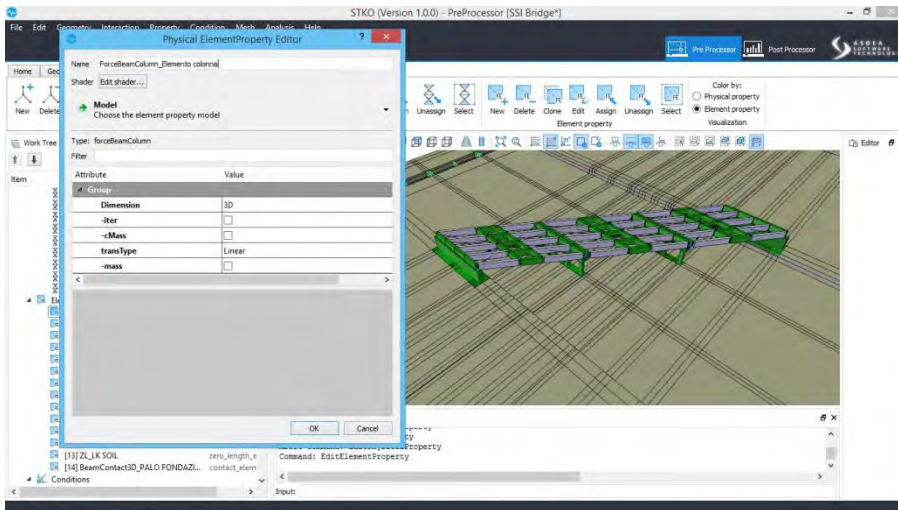 STKO (Version 1.0.0) - PreProcessor [SSI Bridge*]
File Edit Geometry Interaction Property Condition Mesh Analysis Help
Physical ElementProperty Editor ?
Pre Processor
Post Processor
ASDEA
SOFTWARE
TECHNOLOGY
Home
Name ForceBeamColumn_Elemento colonna
Shader Edit shader...
Model
Choose the element property model
New
Unassign Select New Delete Clone Edit Assign Unassign Select
Element property
Color by:
Physical property
Element property
Visualization
Work Tree
Item
Editor
Type: forceBeamColumn
Filter
Attribute Value
Group
Dimension 3D
-iter
-cMass
transType Linear
-mass
OK Cancel
Command: EditElementProperty
Input:
[13] ZL_LK SOIL zero_length_e
[14] BeamContact3D_PALO FONDAZI... contact_elem
Conditions